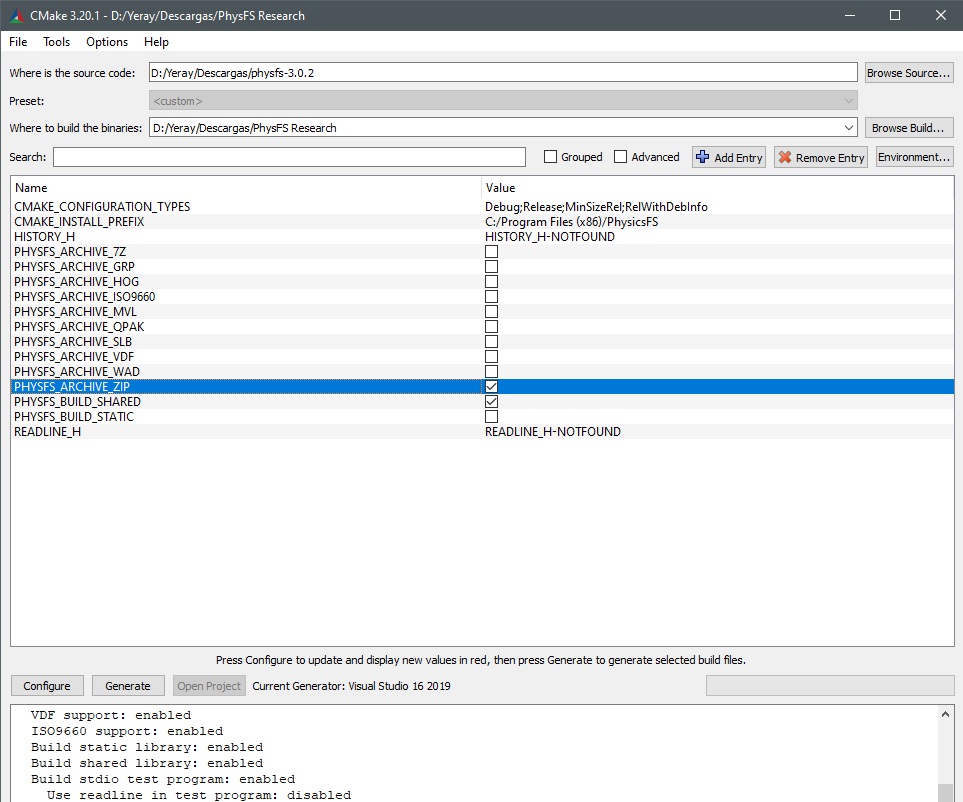 CMake 3.20.1 - D:/Yeray/Descargas/PhysFS Research
File Tools Options Help
Where is the source code: D:/Yeray/Descargas/physfs-3.0.2 Browse Source...
Preset: <custom>
Where to build the binaries: D:/Yeray/Descargas/PhysFS Research Browse Build...
Search: Grouped Advanced Add Entry Remove Entry Environment...
Name Value
CMAKE_CONFIGURATION_TYPES Debug;Release;MinSizeRel;RelWithDebInfo
CMAKE_INSTALL_PREFIX C:/Program Files (x86)/PhysicsFS
HISTORY_H HISTORY_H-NOTFOUND
PHYSFS_ARCHIVE_7Z
PHYSFS_ARCHIVE_GRP
PHYSFS_ARCHIVE_HOG
PHYSFS_ARCHIVE_ISO9660
PHYSFS_ARCHIVE_MVL
PHYSFS_ARCHIVE_QPAK
PHYSFS_ARCHIVE_SLB
PHYSFS_ARCHIVE_VDF
PHYSFS_ARCHIVE_WAD
PHYSFS_ARCHIVE_ZIP
PHYSFS_BUILD_SHARED
PHYSFS_BUILD_STATIC
READLINE_H READLINE_H-NOTFOUND
Press Configure to update and display new values in red, then press Generate to generate selected build files.
Configure Generate Open Project Current Generator: Visual Studio 16 2019
VDF support: enabled
ISO9660 support: enabled
Build static library: enabled
Build shared library: enabled
Build stdio test program: enabled
Use readline in test program: disabled